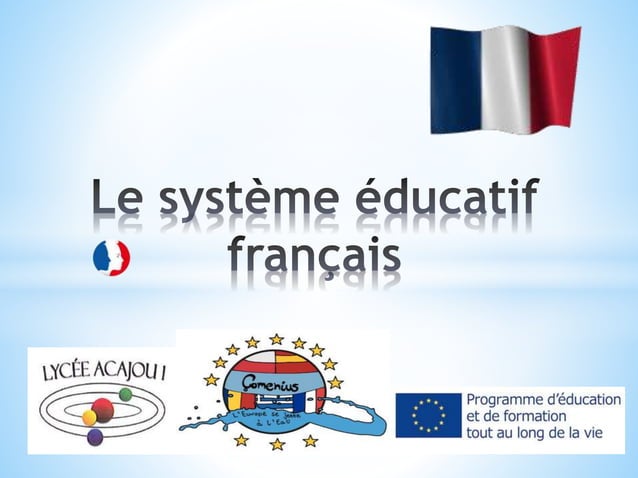 Le système éducatif
français
LYCÉE ACAJOU 1
Comenius
L'Europe se jette
à l'Eau
Programme d'éducation
et de formation
tout au long de la vie